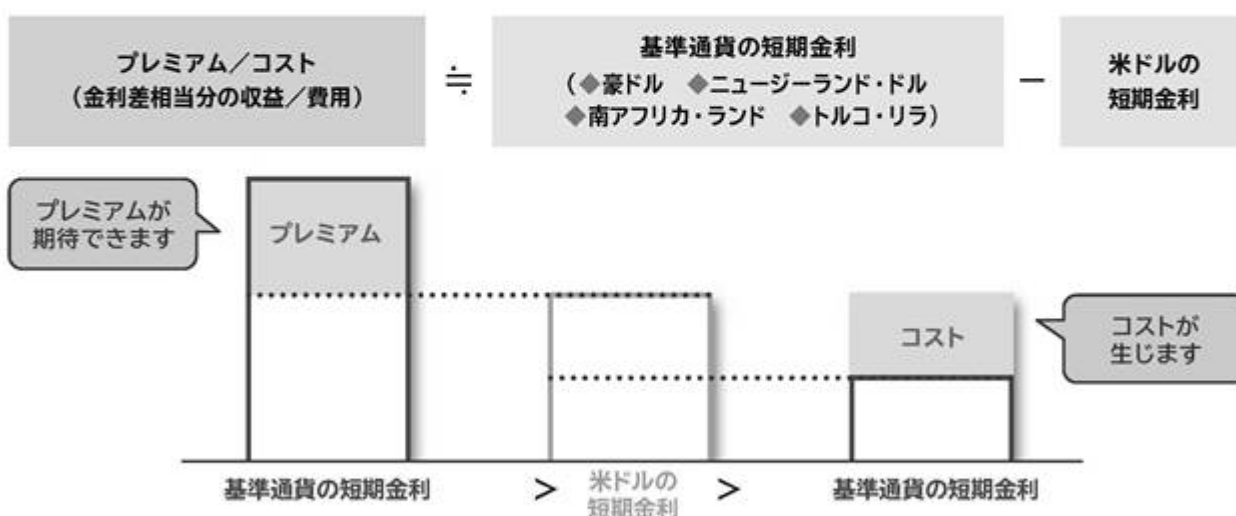 プレミアム／コスト
（金利差相当分の収益／費用）
≒
基準通貨の短期金利
（◆豪ドル　◆ニュージーランド・ドル
◆南アフリカ・ランド　◆トルコ・リラ）
－
米ドルの
短期金利
プレミアムが
期待できます
プレミアム
コスト
コストが
生じます
基準通貨の短期金利
＞
米ドルの
短期金利
＞
基準通貨の短期金利